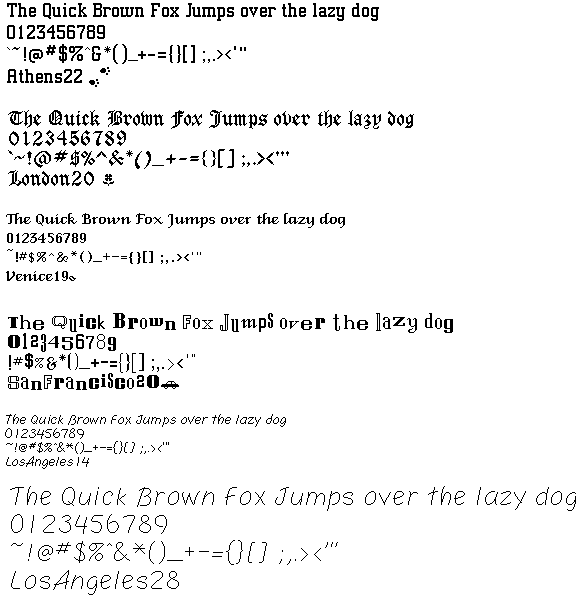 The Quick Brown Fox Jumps over the lazy dog
0123456789
`~!@#$%^&*()_+-={}[] ;,.><'"
Athens22
The Quick Brown Fox Jumps over the lazy dog
0123456789
`~!@#$%^&*()_+-={}[] ;,.><'"'
London20
The Quick Brown Fox Jumps over the lazy dog
0123456789
~!#$%^&*()_+-={}[] ;,.><'"
Venice19
The Quick Brown Fox Jumps over the lazy dog
0123456789
!#$%&*()_+-={}[] ;,.><'"
SanFrancisco20
The Quick Brown Fox Jumps over the lazy dog
0123456789
~!@#$%^&*()_+-={}[] ;,.><'"
LosAngeles14
The Quick Brown Fox Jumps over the lazy dog
0123456789
~!@#$%^&*()_+-={}[] ;,.><'"
LosAngeles28